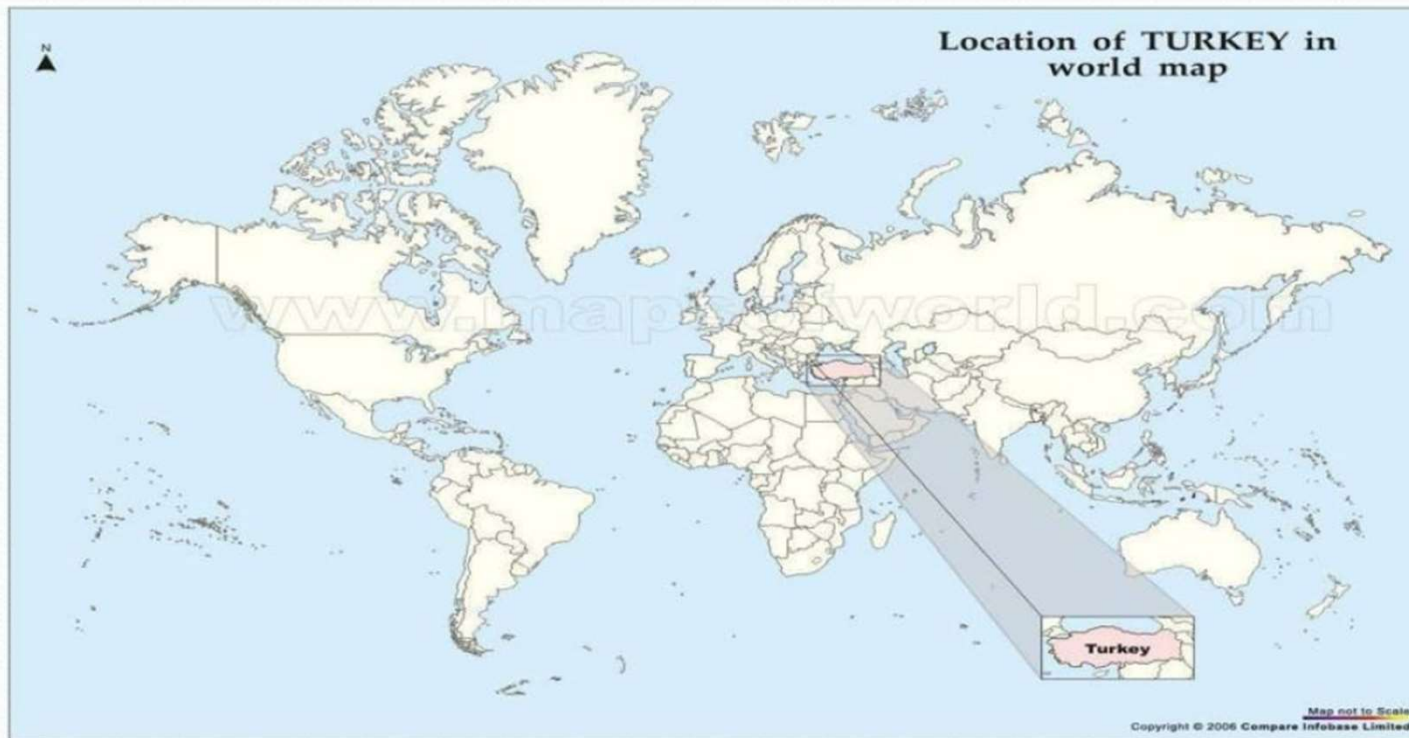 Location of TURKEY in
world map
N
www.mapsofworld.com
Turkey
Map not to Scale
Copyright © 2006 Compare Infobase Limited